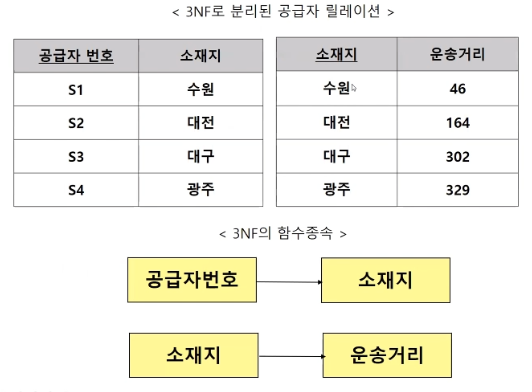 < 3NF로 분리된 공급자 릴레이션 >
공급자 번호 소재지
S1 수원
S2 대전
S3 대구
S4 광주
소재지 운송거리
수원 46
대전 164
대구 302
광주 329
< 3NF의 함수종속 >
공급자번호 소재지
소재지 운송거리